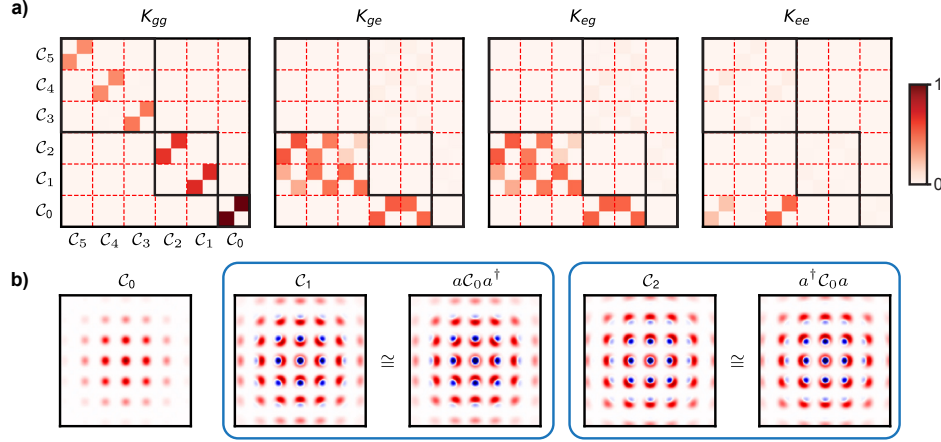 a)
K_gg K_ge K_eg K_ee
C_5
C_4
C_3
C_2
C_1
C_0
C_5 C_4 C_3 C_2 C_1 C_0
1
0
b)
C_0 C_1 aC_0a^† C_2 a^†C_0a
≅ ≅